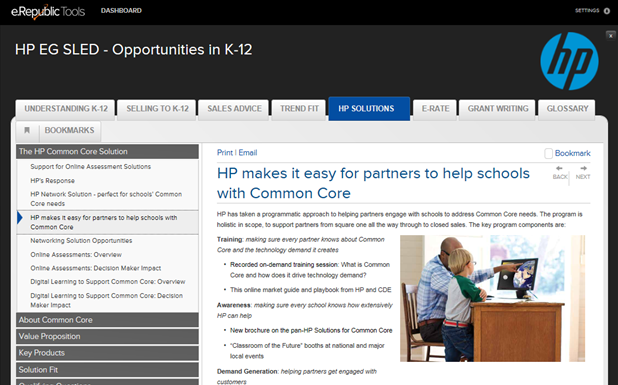 e.Republic Tools
DASHBOARD
SETTINGS
x
HP EG SLED - Opportunities in K-12
hp
UNDERSTANDING K-12
SELLING TO K-12
SALES ADVICE
TREND FIT
HP SOLUTIONS
E-RATE
GRANT WRITING
GLOSSARY
BOOKMARKS
The HP Common Core Solution
Support for Online Assessment Solutions
HP's Response
HP Network Solution - perfect for schools' Common
Core needs
HP makes it easy for partners to help schools with
Common Core
Networking Solution Opportunities
Online Assessments: Overview
Online Assessments: Decision Maker Impact
Digital Learning to Support Common Core: Overview
Digital Learning to Support Common Core: Decision
Maker Impact
About Common Core
Value Proposition
Key Products
Solution Fit
Qualifying Questions
Print | Email
Bookmark
HP makes it easy for partners to help schools
with Common Core
BACK
NEXT
HP has taken a programmatic approach to helping partners engage with schools to address Common Core needs. The program is
holistic in scope, to support partners from square one all the way through to closed sales. The key program components are:
Training: making sure every partner knows about Common
Core and the technology demand it creates
• Recorded on-demand training session: What is Common
Core and how does it drive technology demand?
• This online market guide and playbook from HP and CDE
Awareness: making sure every school knows how extensively
HP can help
• New brochure on the pan-HP Solutions for Common Core
• "Classroom of the Future" booths at national and major
local events
Demand Generation: helping partners get engaged with
customers